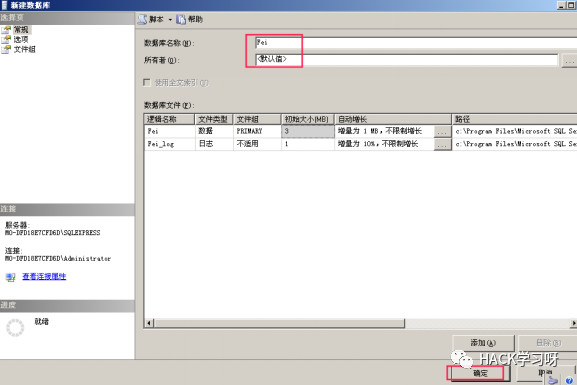 新建数据库
选择页
常规
选项
文件组
脚本 帮助
数据库名称(N): Fei
所有者(O): <默认值>
使用全文索引(U)
数据库文件(F):
逻辑名称 文件类型 文件组 初始大小(MB) 自动增长 路径
Fei 数据 PRIMARY 3 增量为 1 MB，不限制增长 ... c:\Program Files\Microsoft SQL Se
Fei_log 日志 不适用 1 增量为 10%，不限制增长 ... c:\Program Files\Microsoft SQL Se
连接
服务器:
WO-DFD18E7CFD6D\SQLEXPRESS
连接:
WO-DFD18E7CFD6D\Administrator
查看连接属性
进度
就绪
添加(A) 删除(R)
HACK学习呀
确定 取消